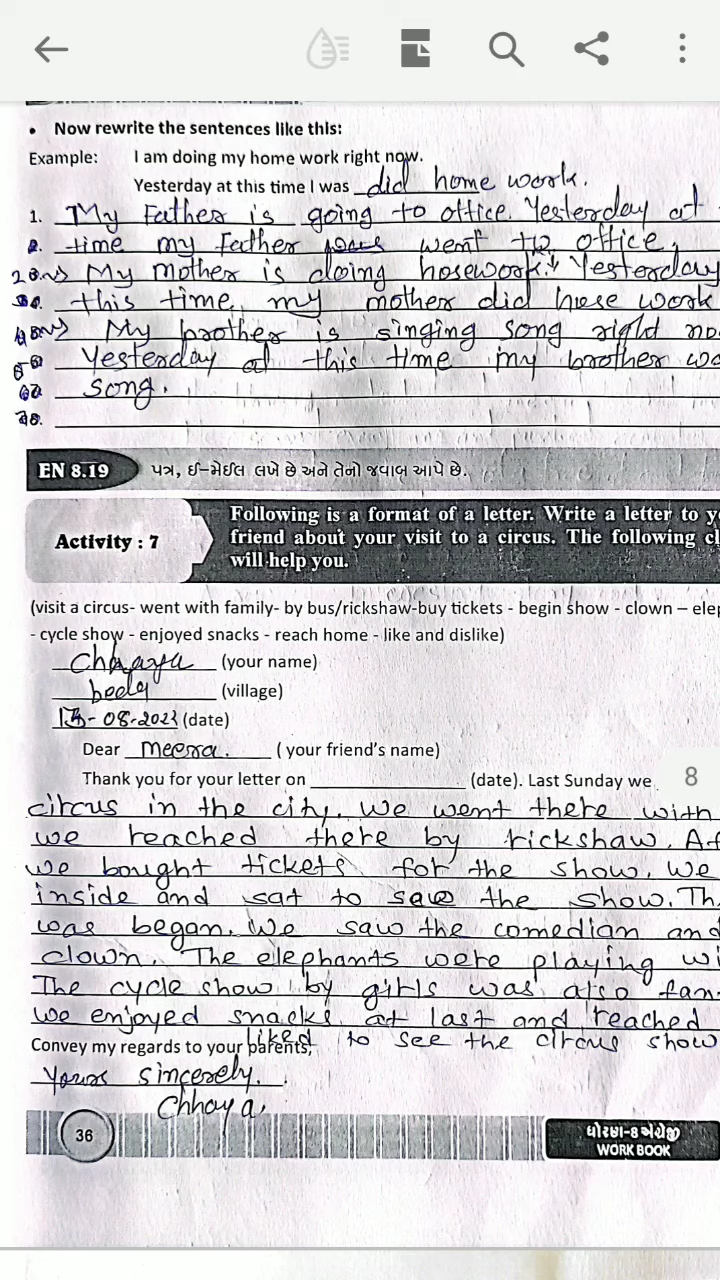 • Now rewrite the sentences like this:
Example: I am doing my home work right now.
Yesterday at this time I was did home work.
1. My Father is going to office. Yesterday at
2. time my Father went to office.
My mother is doing hosework. Yesterday
this time, my mother did hose work
My brother is singing song right no
Yesterday at this time my brother wa
song.
EN 8.19 પત્ર, ઈ-મેઈલ લખે છે અને તેનો જવાબ આપે છે.
Following is a format of a letter. Write a letter to y
Activity : 7 friend about your visit to a circus. The following cl
will help you.
(visit a circus- went with family- by bus/rickshaw-buy tickets - begin show - clown – elep
- cycle show - enjoyed snacks - reach home - like and dislike)
Chhaya (your name)
(village)
-08-2023 (date)
Dear meera. ( your friend's name)
Thank you for your letter on (date). Last Sunday we 8
circus in the city. we went there with
we reached there by rickshaw. Af
we bought tickets for the show. we
inside and sat to saw the show. Th
was began. We saw the comedian and
clown. The elephants were playing wi
The cycle show by girls was also fan
we enjoyed snacks at last and reached
liked to see the circus show
Convey my regards to your parents,
Yours sincerely.
Chhaya
36 ધોરણ-8 અંગ્રેજી
WORK BOOK